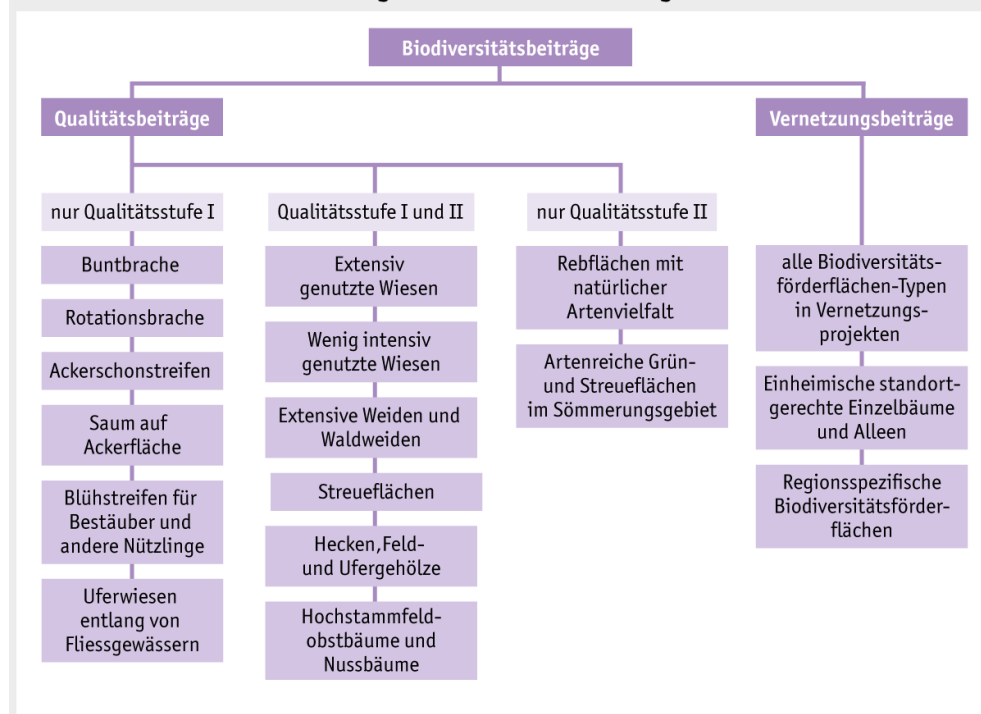 Biodiversitätsbeiträge
Qualitätsbeiträge
Vernetzungsbeiträge
nur Qualitätsstufe I
Buntbrache
Rotationsbrache
Ackerschonstreifen
Saum auf
Ackerfläche
Blühstreifen für
Bestäuber und
andere Nützlinge
Uferwiesen
entlang von
Fliessgewässern
Qualitätsstufe I und II
Extensiv
genutzte Wiesen
Wenig intensiv
genutzte Wiesen
Extensive Weiden und
Waldweiden
Streueflächen
Hecken,Feld-
und Ufergehölze
Hochstammfeld-
obstbäume und
Nussbäume
nur Qualitätsstufe II
Rebflächen mit
natürlicher
Artenvielfalt
Artenreiche Grün-
und Streueflächen
im Sömmerungsgebiet
alle Biodiversitäts-
förderflächen-Typen
in Vernetzungs-
projekten
Einheimische standort-
gerechte Einzelbäume
und Alleen
Regionsspezifische
Biodiversitätsförder-
flächen